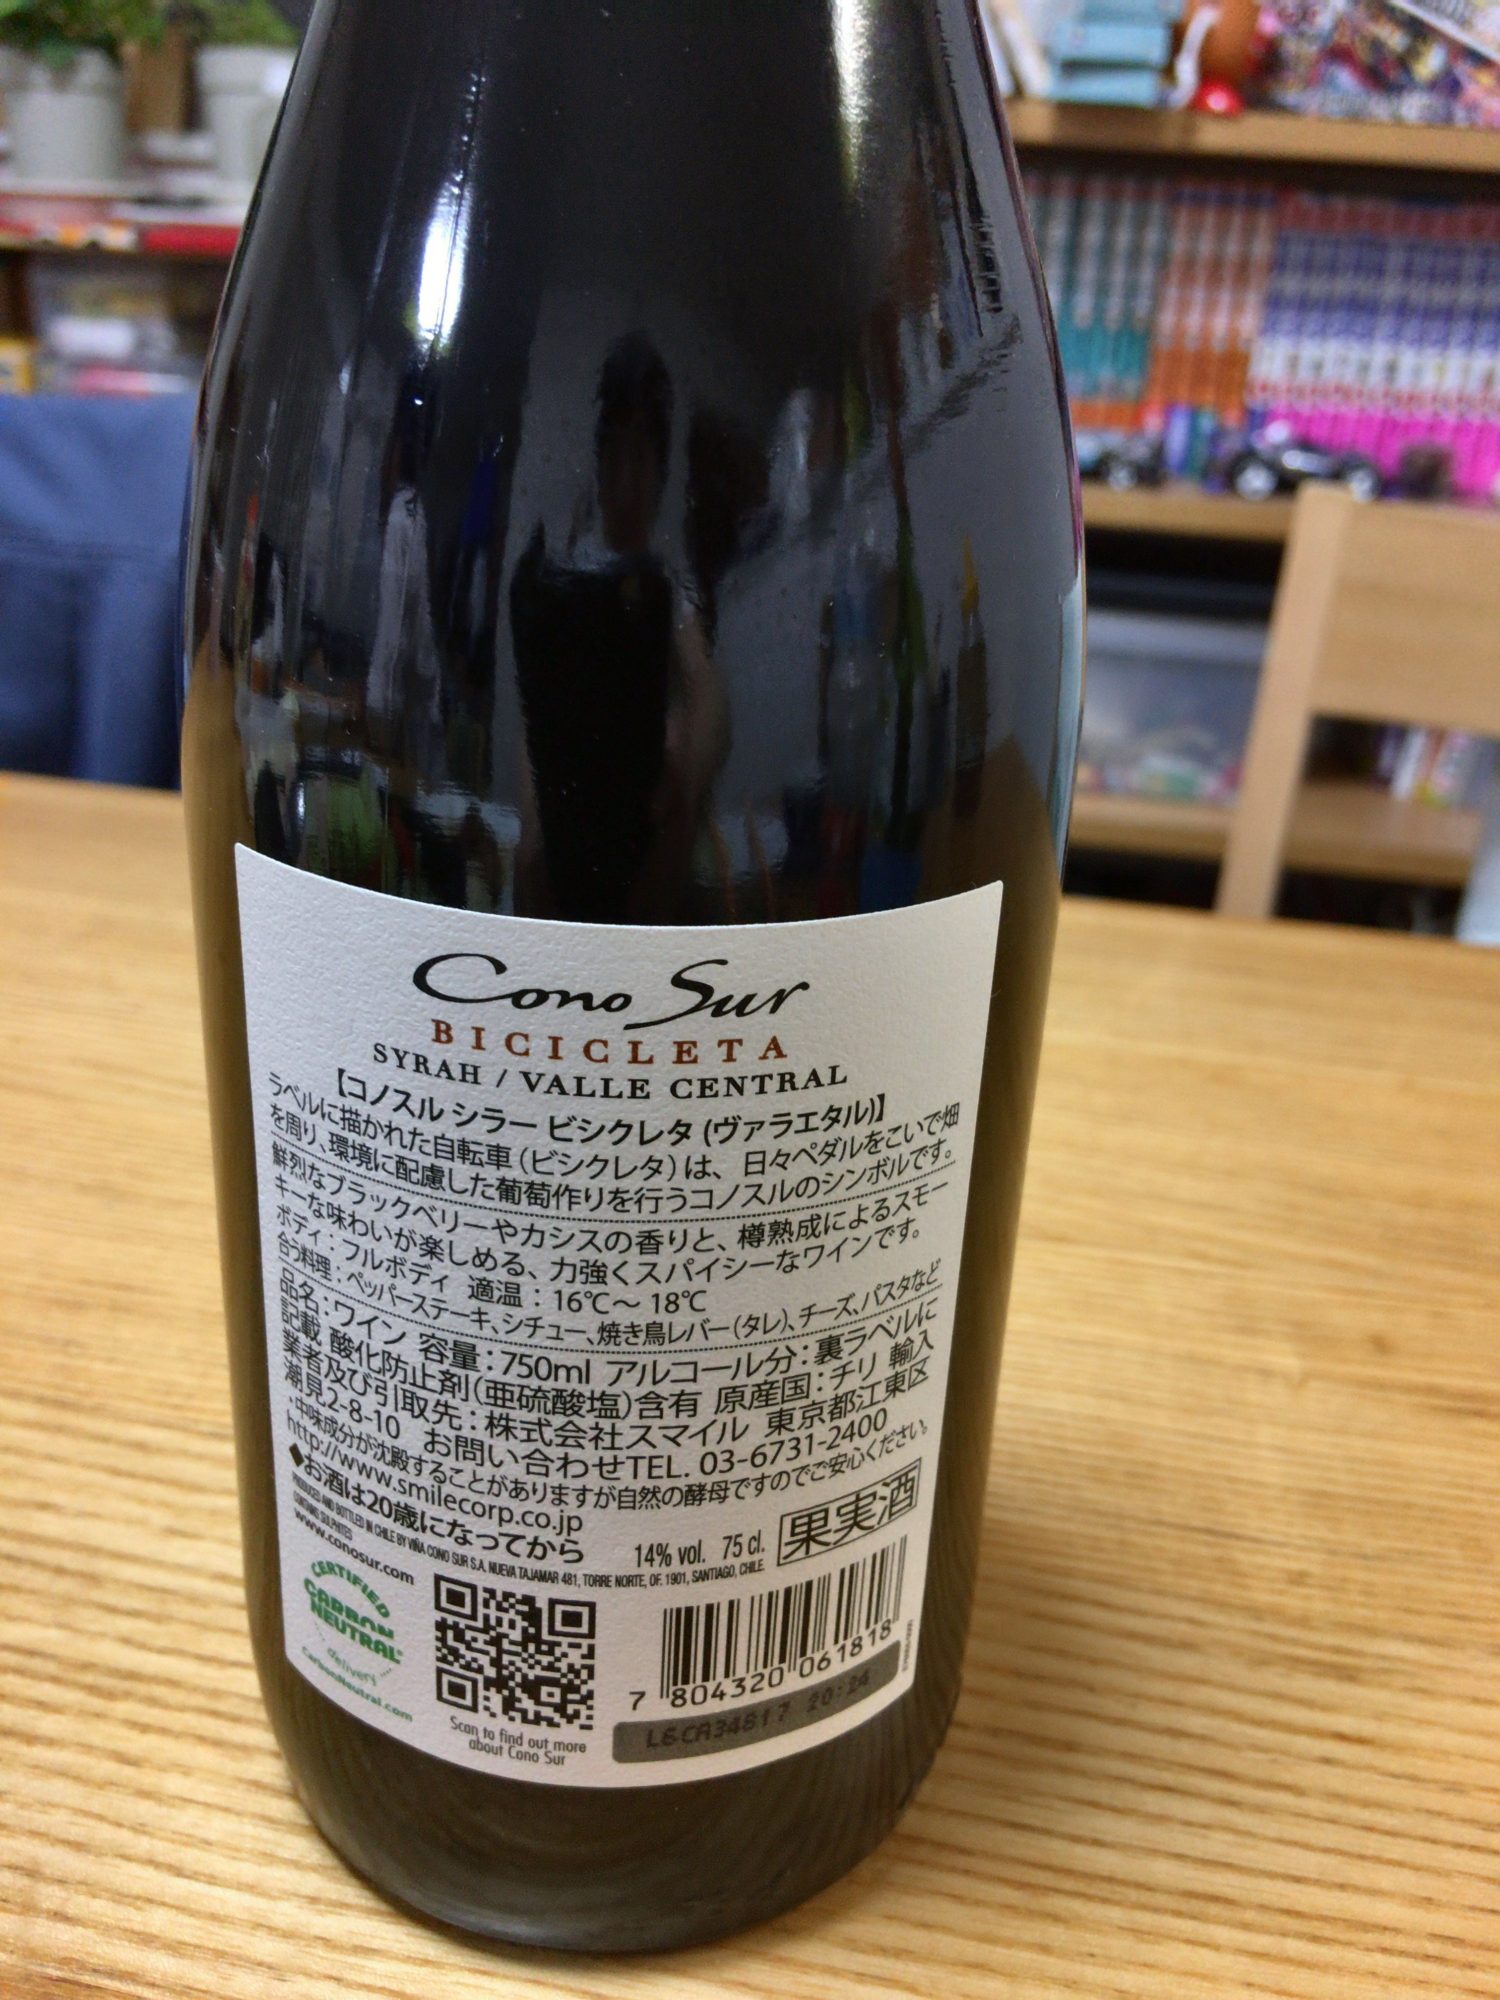 Cono Sur
BICICLETA
SYRAH / VALLE CENTRAL
【コノスル シラー ビシクレタ (ヴァラエタル)】
ラベルに描かれた自転車（ビシクレタ）は、日々ペダルをこいで畑
を周り、環境に配慮した葡萄作りを行うコノスルのシンボルです。
鮮烈なブラックベリーやカシスの香りと、樽熟成によるスモー
キーな味わいが楽しめる、力強くスパイシーなワインです。
ボディ：フルボディ 適温：16℃～18℃
合う料理：ペッパーステーキ、シチュー、焼き鳥レバー（タレ）、チーズ、パスタなど
品名：ワイン 容量：750ml アルコール分：裏ラベルに
記載 酸化防止剤（亜硫酸塩）含有 原産国：チリ 輸入
業者及び引取先：株式会社スマイル 東京都江東区
潮見2-8-10 お問い合わせTEL. 03-6731-2400
・中味成分が沈殿することがありますが自然の酵母ですのでご安心ください。
http://www.smilecorp.co.jp
◆お酒は20歳になってから
14% vol. 75 cl.
果実酒
PRODUCED AND BOTTLED IN CHILE BY VIÑA CONO SUR S.A. NUEVA TAJAMAR 481, TORRE NORTE, OF. 1901, SANTIAGO, CHILE
CONTAINS SULPHITES
www.conosur.com
CERTIFIED
CARBON
NEUTRAL
delivery
CarbonNeutral.com
Scan to find out more
about Cono Sur
7 804320 061818
L6CA34817 20:24